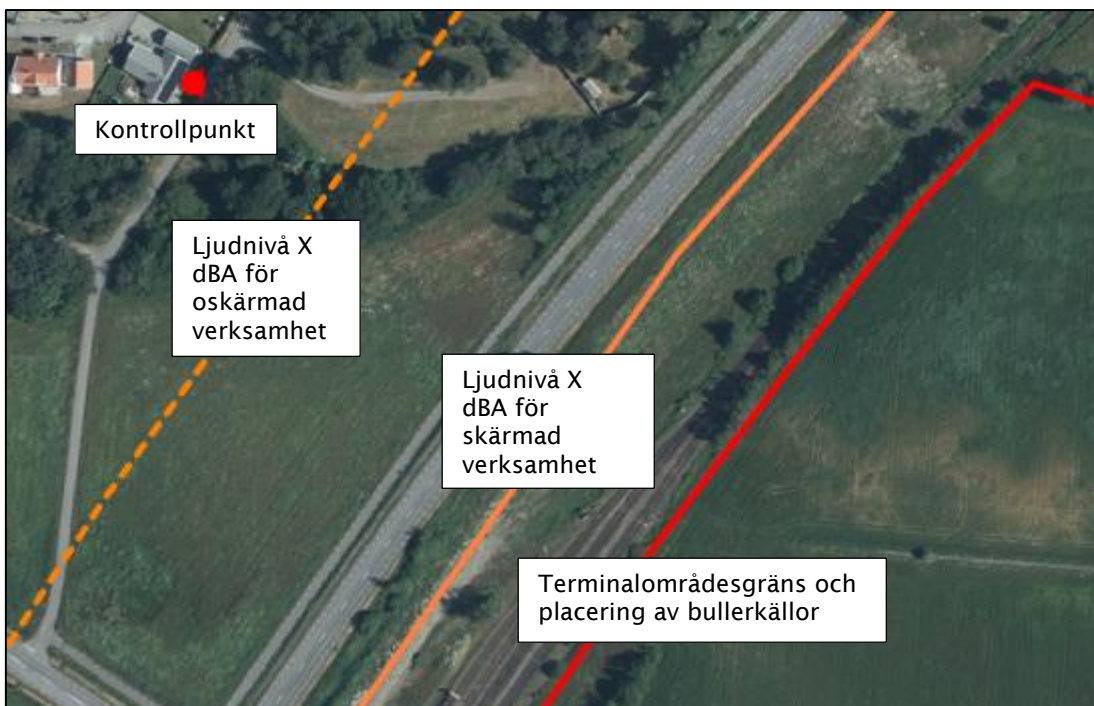 Kontrollpunkt
Ljudnivå X
dBA för
oskärmad
verksamhet
Ljudnivå X
dBA för
skärmad
verksamhet
Terminalområdesgräns och
placering av bullerkällor